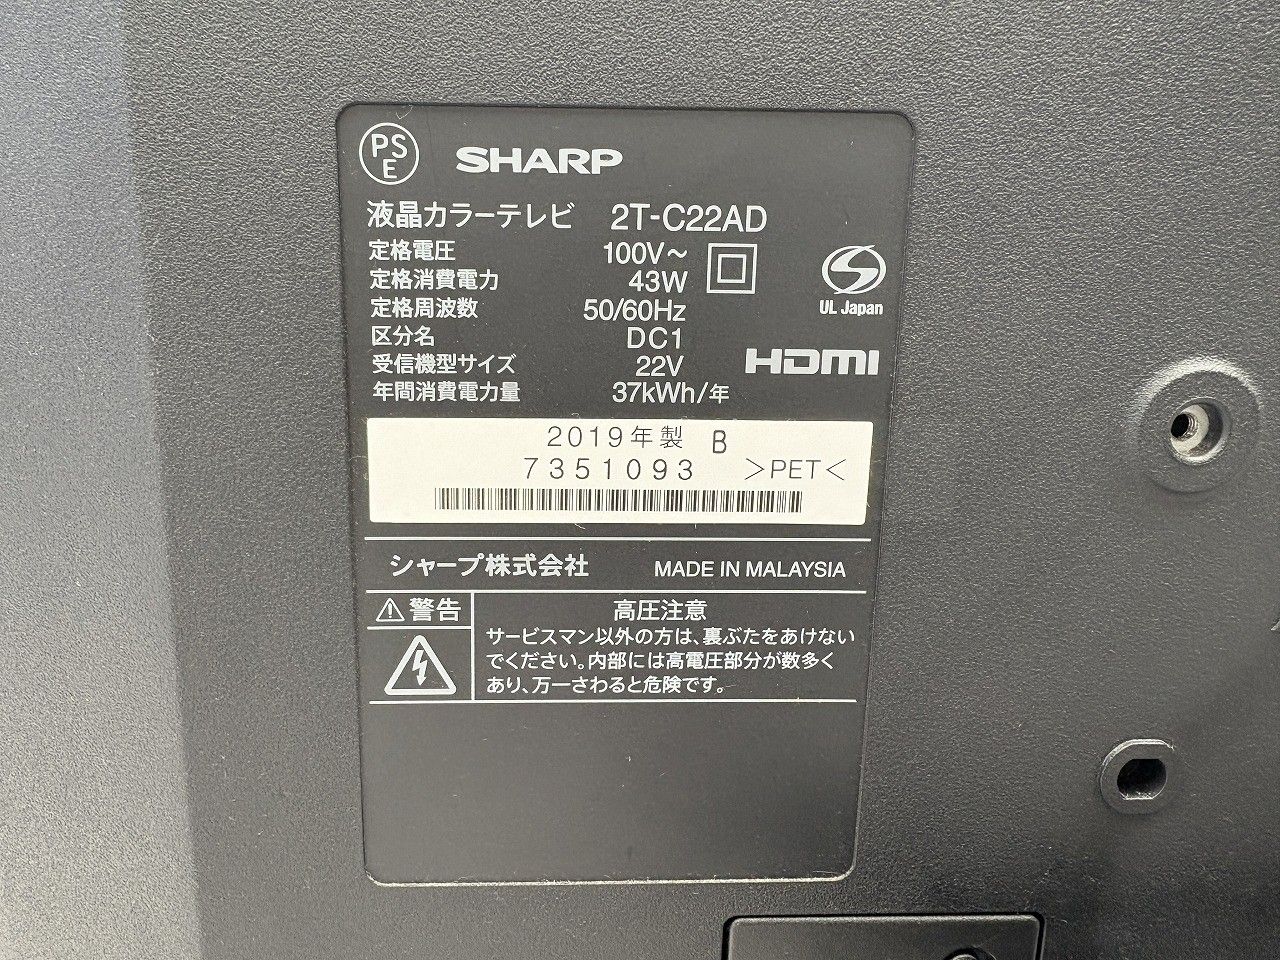 PS
E
SHARP
液晶カラーテレビ 2T-C22AD
定格電圧 100V～
定格消費電力 43W
定格周波数 50/60Hz
区分名 DC1
受信機型サイズ 22V
年間消費電力量 37kWh/年
UL Japan
HDMI
2019年製 B
7351093 >PET<
シャープ株式会社 MADE IN MALAYSIA
⚠警告 高圧注意
サービスマン以外の方は、裏ぶたをあけない
でください。内部には高電圧部分が数多く
あり、万一さわると危険です。